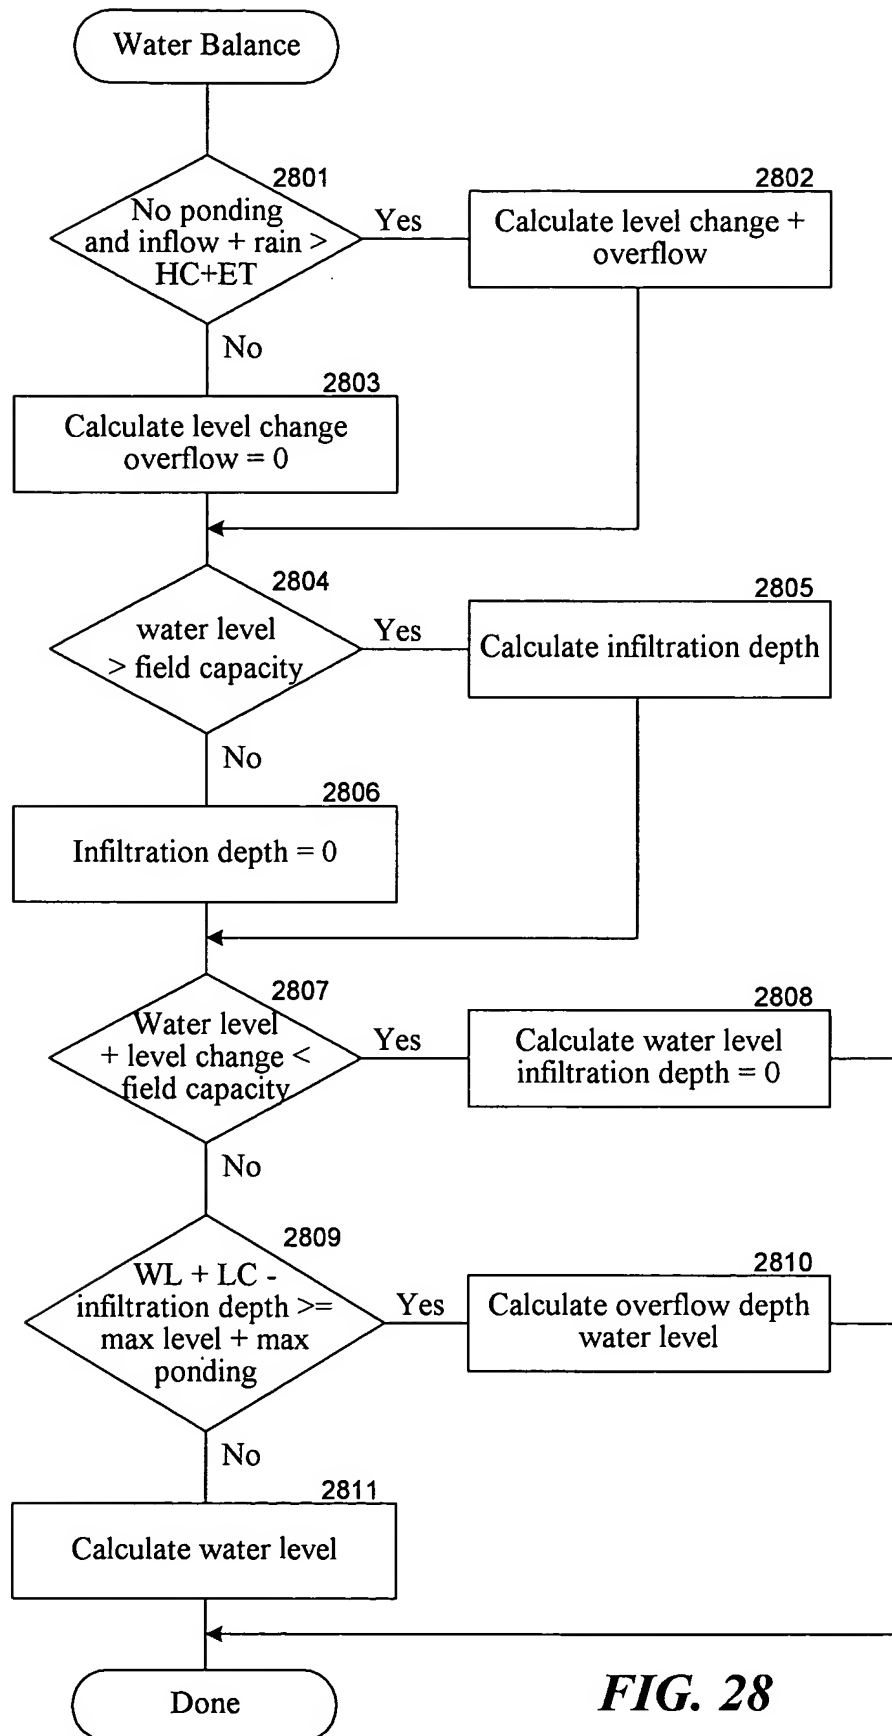 Water Balance
2801
No ponding
and inflow + rain >
HC+ET
Yes
2802
Calculate level change +
overflow
No
2803
Calculate level change
overflow = 0
2804
water level
> field capacity
Yes
2805
Calculate infiltration depth
No
2806
Infiltration depth = 0
2807
Water level
+ level change <
field capacity
Yes
2808
Calculate water level
infiltration depth = 0
No
2809
WL + LC -
infiltration depth >=
max level + max
ponding
Yes
2810
Calculate overflow depth
water level
No
2811
Calculate water level
Done
FIG. 28